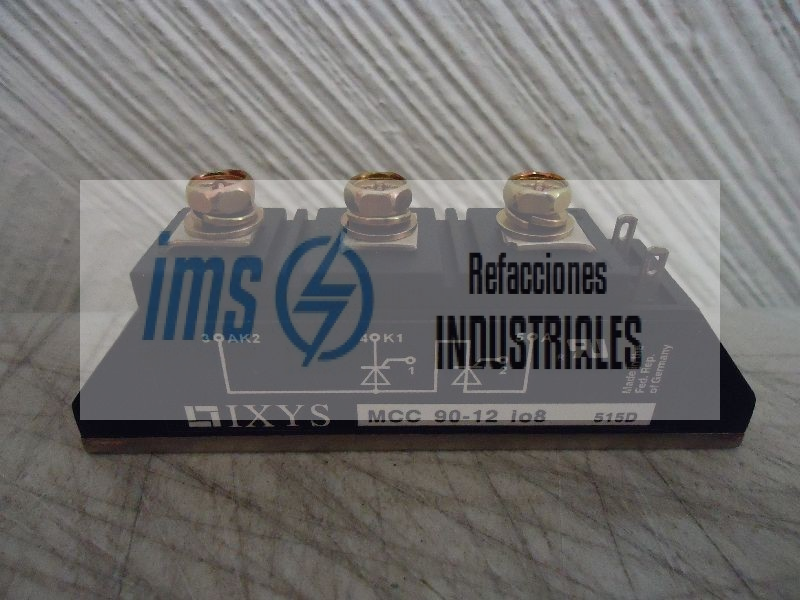 ims
Refacciones
INDUSTRIALES
3 AK2
4 K1
1
2
Made in
Fed. Rep.
of Germany
IXYS
MCC 90-12 io8
515D